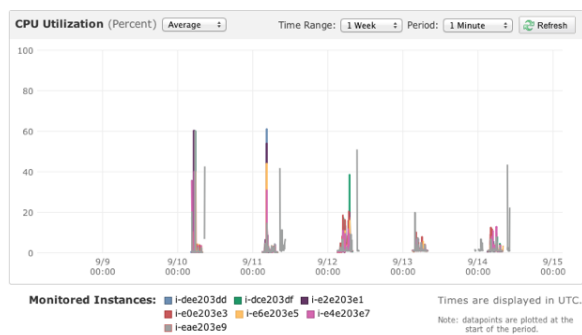 CPU Utilization (Percent) Average Time Range: 1 Week Period: 1 Minute Refresh
100
80
60
40
20
0
9/9 9/10 9/11 9/12 9/13 9/14 9/15
00:00 00:00 00:00 00:00 00:00 00:00 00:00
Monitored Instances: i-dee203dd i-dce203df i-e2e203e1 Times are displayed in UTC.
i-e0e203e3 i-e6e203e5 i-e4e203e7
i-eae203e9
Note: datapoints are plotted at the
start of the period.